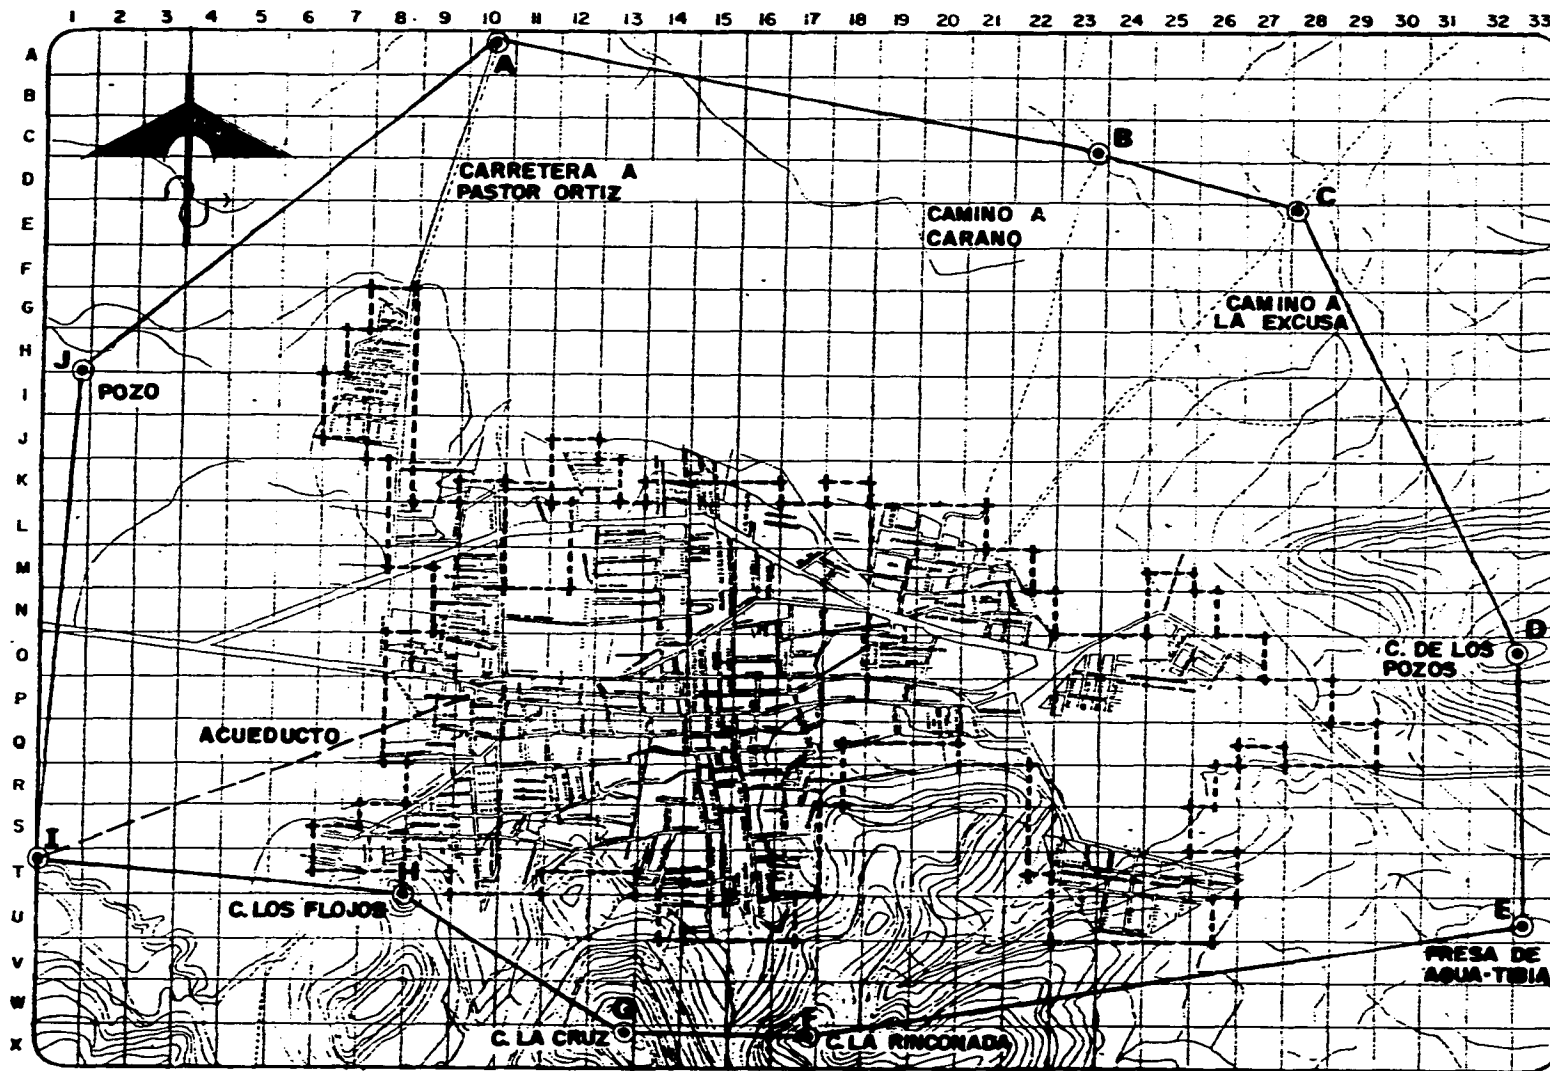 1 2 3 4 5 6 7 8 9 10 11 12 13 14 15 16 17 18 19 20 21 22 23 24 25 26 27 28 29 30 31 32 33
A
B
C
D
E
F
G
H
I
J
K
L
M
N
O
P
Q
R
S
T
U
V
W
X
A
B
CARRETERA A
PASTOR ORTIZ
C
CAMINO A
CARANO
CAMINO A
LA EXCUSA
J
POZO
D
C. DE LOS
POZOS
ACUEDUCTO
I
C. LOS FLOJOS
E
PRESA DE
AGUA-TIBIA
G
C. LA CRUZ
F
C. LA RINCONADA